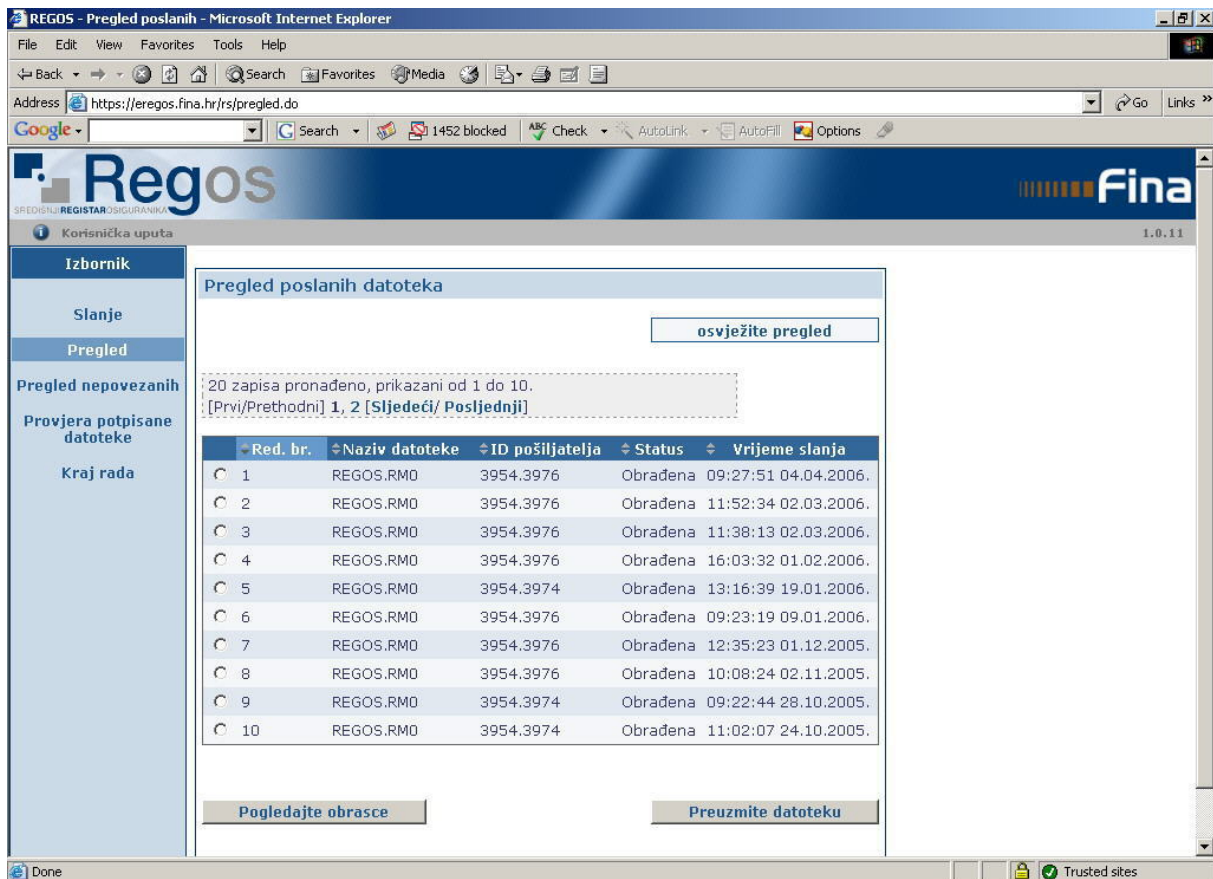 REGOS - Pregled poslanih - Microsoft Internet Explorer
File Edit View Favorites Tools Help
Back Search Favorites Media
Address https://eregos.fina.hr/rs/pregled.do Go Links »
Google Search 1452 blocked ABC Check AutoLink AutoFill Options
Regos Fina
SREDIŠNJI REGISTAR OSIGURANIKA
Korisnička uputa 1.0.11
Izbornik
Slanje
Pregled
Pregled nepovezanih
Provjera potpisane
datoteke
Kraj rada
Pregled poslanih datoteka
osvježite pregled
20 zapisa pronađeno, prikazani od 1 do 10.
[Prvi/Prethodni] 1, 2 [Sljedeći/ Posljednji]
Red. br. Naziv datoteke ID pošiljatelja Status Vrijeme slanja
1 REGOS.RM0 3954.3976 Obrađena 09:27:51 04.04.2006.
2 REGOS.RM0 3954.3976 Obrađena 11:52:34 02.03.2006.
3 REGOS.RM0 3954.3976 Obrađena 11:38:13 02.03.2006.
4 REGOS.RM0 3954.3976 Obrađena 16:03:32 01.02.2006.
5 REGOS.RM0 3954.3974 Obrađena 13:16:39 19.01.2006.
6 REGOS.RM0 3954.3976 Obrađena 09:23:19 09.01.2006.
7 REGOS.RM0 3954.3976 Obrađena 12:35:23 01.12.2005.
8 REGOS.RM0 3954.3976 Obrađena 10:08:24 02.11.2005.
9 REGOS.RM0 3954.3974 Obrađena 09:22:44 28.10.2005.
10 REGOS.RM0 3954.3974 Obrađena 11:02:07 24.10.2005.
Pogledajte obrasce Preuzmite datoteku
Done Trusted sites